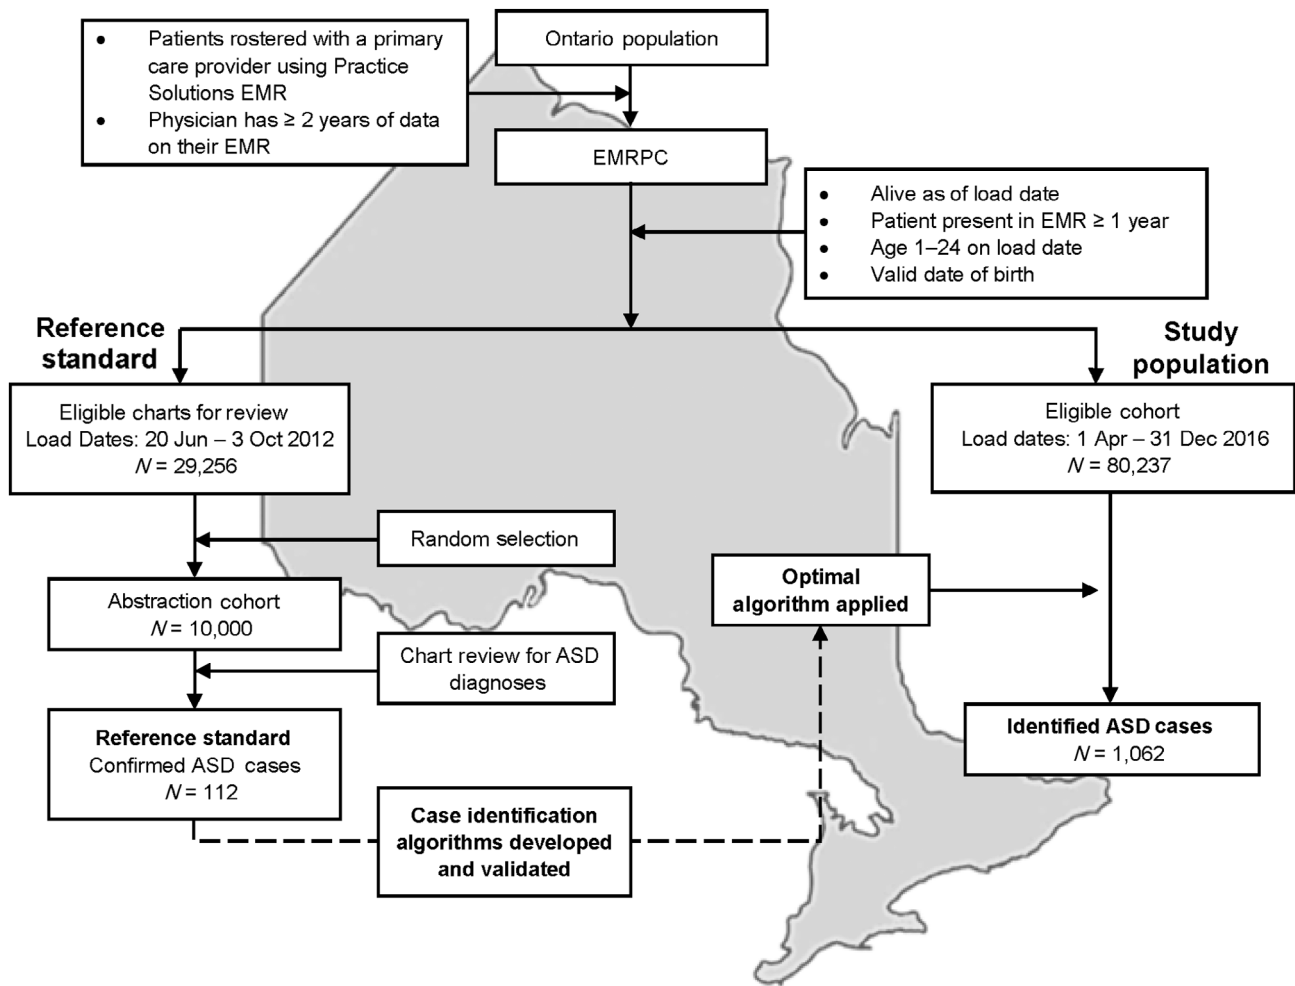 • Patients rostered with a primary
care provider using Practice
Solutions EMR
• Physician has ≥ 2 years of data
on their EMR
Ontario population
EMRPC
• Alive as of load date
• Patient present in EMR ≥ 1 year
• Age 1–24 on load date
• Valid date of birth
Reference
standard
Study
population
Eligible charts for review
Load Dates: 20 Jun – 3 Oct 2012
N = 29,256
Eligible cohort
Load dates: 1 Apr – 31 Dec 2016
N = 80,237
Random selection
Abstraction cohort
N = 10,000
Optimal
algorithm applied
Chart review for ASD
diagnoses
Reference standard
Confirmed ASD cases
N = 112
Identified ASD cases
N = 1,062
Case identification
algorithms developed
and validated